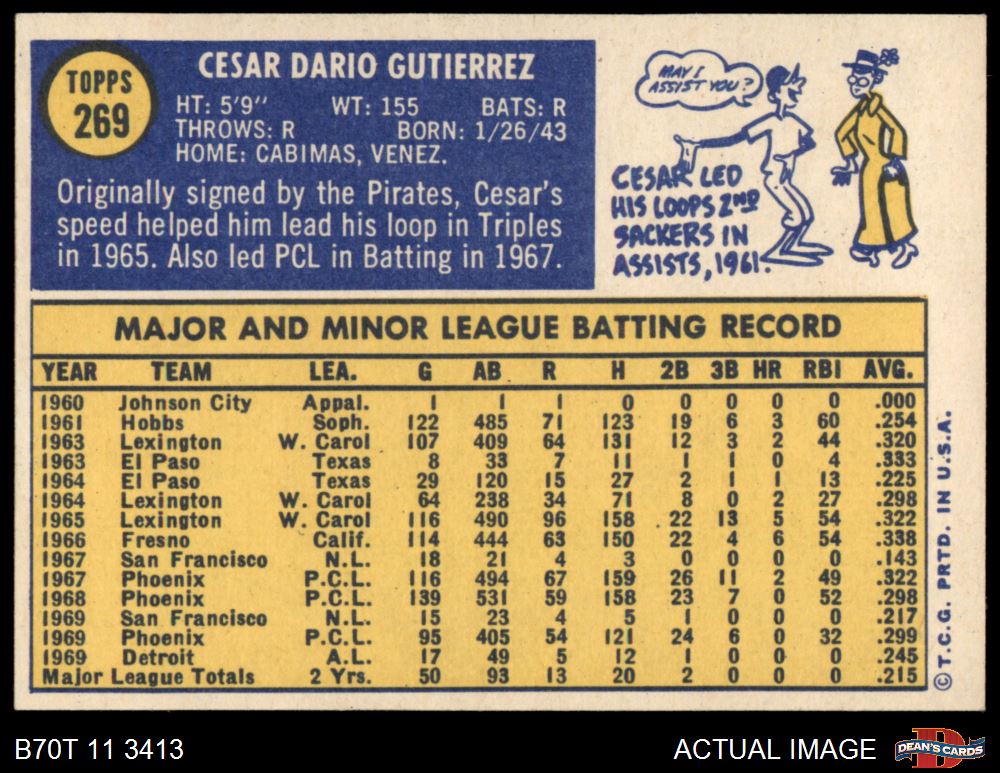 TOPPS
269
CESAR DARIO GUTIERREZ
HT: 5'9" WT: 155 BATS: R
THROWS: R BORN: 1/26/43
HOME: CABIMAS, VENEZ.
Originally signed by the Pirates, Cesar's
speed helped him lead his loop in Triples
in 1965. Also led PCL in Batting in 1967.
MAY I
ASSIST YOU?
CESAR LED
HIS LOOPS 2ND
SACKERS IN
ASSISTS, 1961.
MAJOR AND MINOR LEAGUE BATTING RECORD
YEAR TEAM LEA. G AB R H 2B 3B HR RBI AVG.
1960 Johnson City Appal. 1 1 1 0 0 0 0 0 .000
1961 Hobbs Soph. 122 485 71 123 19 6 3 60 .254
1963 Lexington W. Carol 107 409 64 131 12 3 2 44 .320
1963 El Paso Texas 8 33 7 11 1 1 0 4 .333
1964 El Paso Texas 29 120 15 27 2 1 1 13 .225
1964 Lexington W. Carol 64 238 34 71 8 0 2 27 .298
1965 Lexington W. Carol 116 490 96 158 22 13 5 54 .322
1966 Fresno Calif. 114 444 63 150 22 4 6 54 .338
1967 San Francisco N.L. 18 21 4 3 0 0 0 0 .143
1967 Phoenix P.C.L. 116 494 67 159 26 11 2 49 .322
1968 Phoenix P.C.L. 139 531 59 158 23 7 0 52 .298
1969 San Francisco N.L. 15 23 4 5 1 0 0 0 .217
1969 Phoenix P.C.L. 95 405 54 121 24 6 0 32 .299
1969 Detroit A.L. 17 49 5 12 1 0 0 0 .245
Major League Totals 2 Yrs. 50 93 13 20 2 0 0 0 .215
© T.C.G. PRTD. IN U.S.A.
B70T 11 3413
ACTUAL IMAGE
D
DEAN'S CARDS